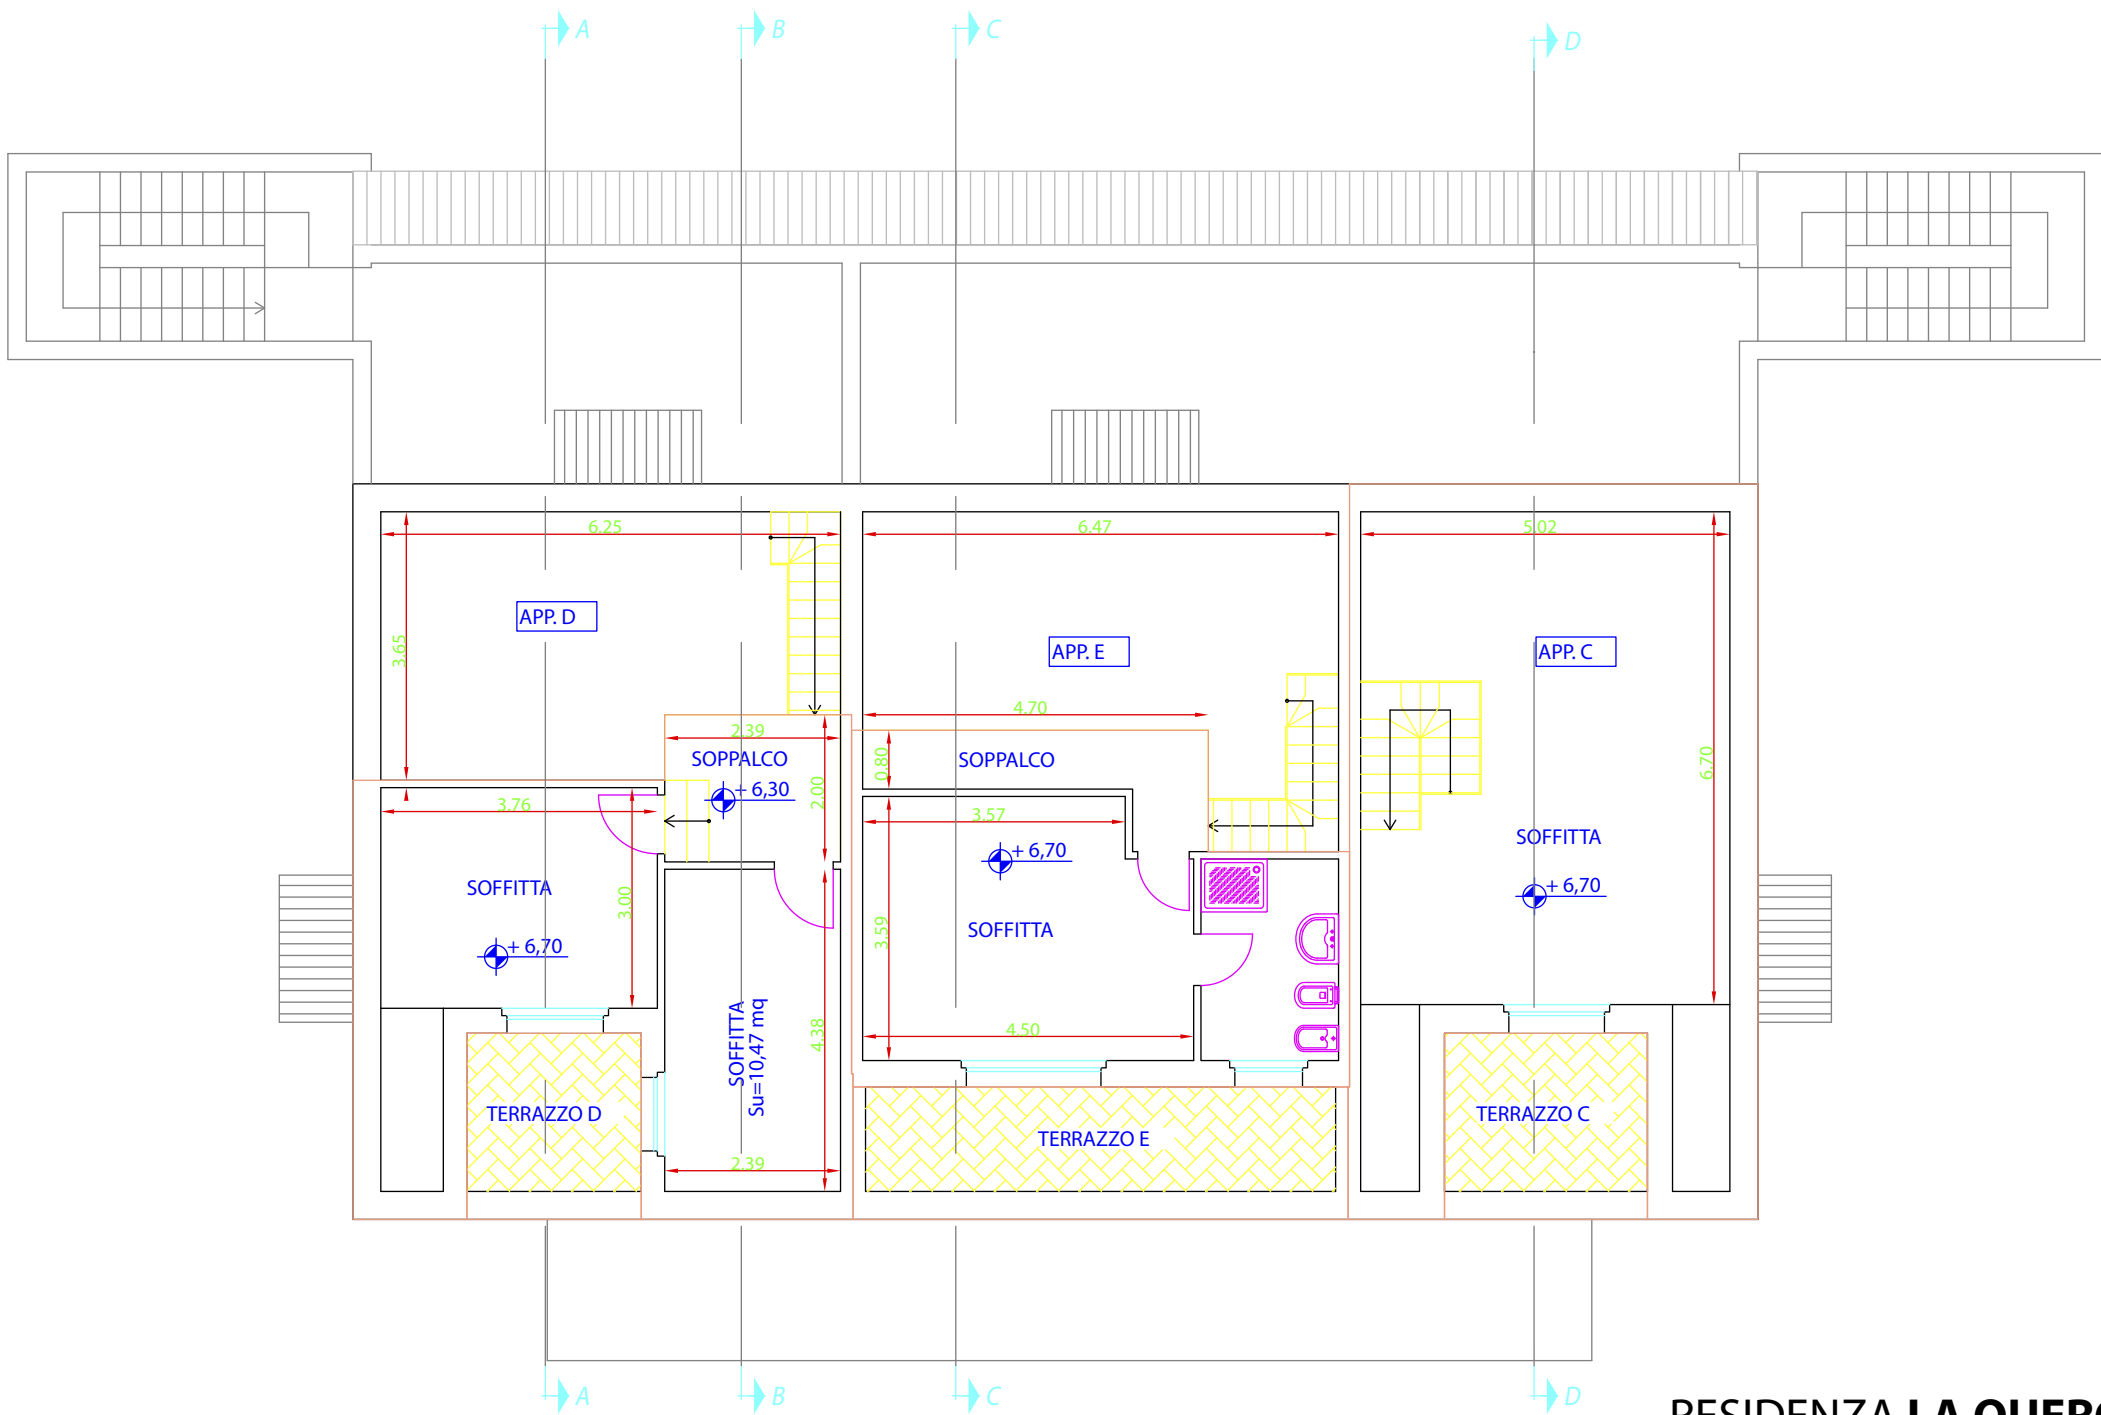 A
B
C
D
6.25
6.47
5.02
APP. D
APP. E
APP. C
3.65
4.70
2.39
SOPPALCO
SOPPALCO
0.80
6.70
+ 6,30
2.00
3.76
3.57
SOFFITTA
+ 6,70
SOFFITTA
3.00
+ 6,70
SOFFITTA
3.59
+ 6,70
4.50
4.38
SOFFITTA
Su=10,47 mq
TERRAZZO D
TERRAZZO E
TERRAZZO C
2.39
A
B
C
D
RESIDENZA LA